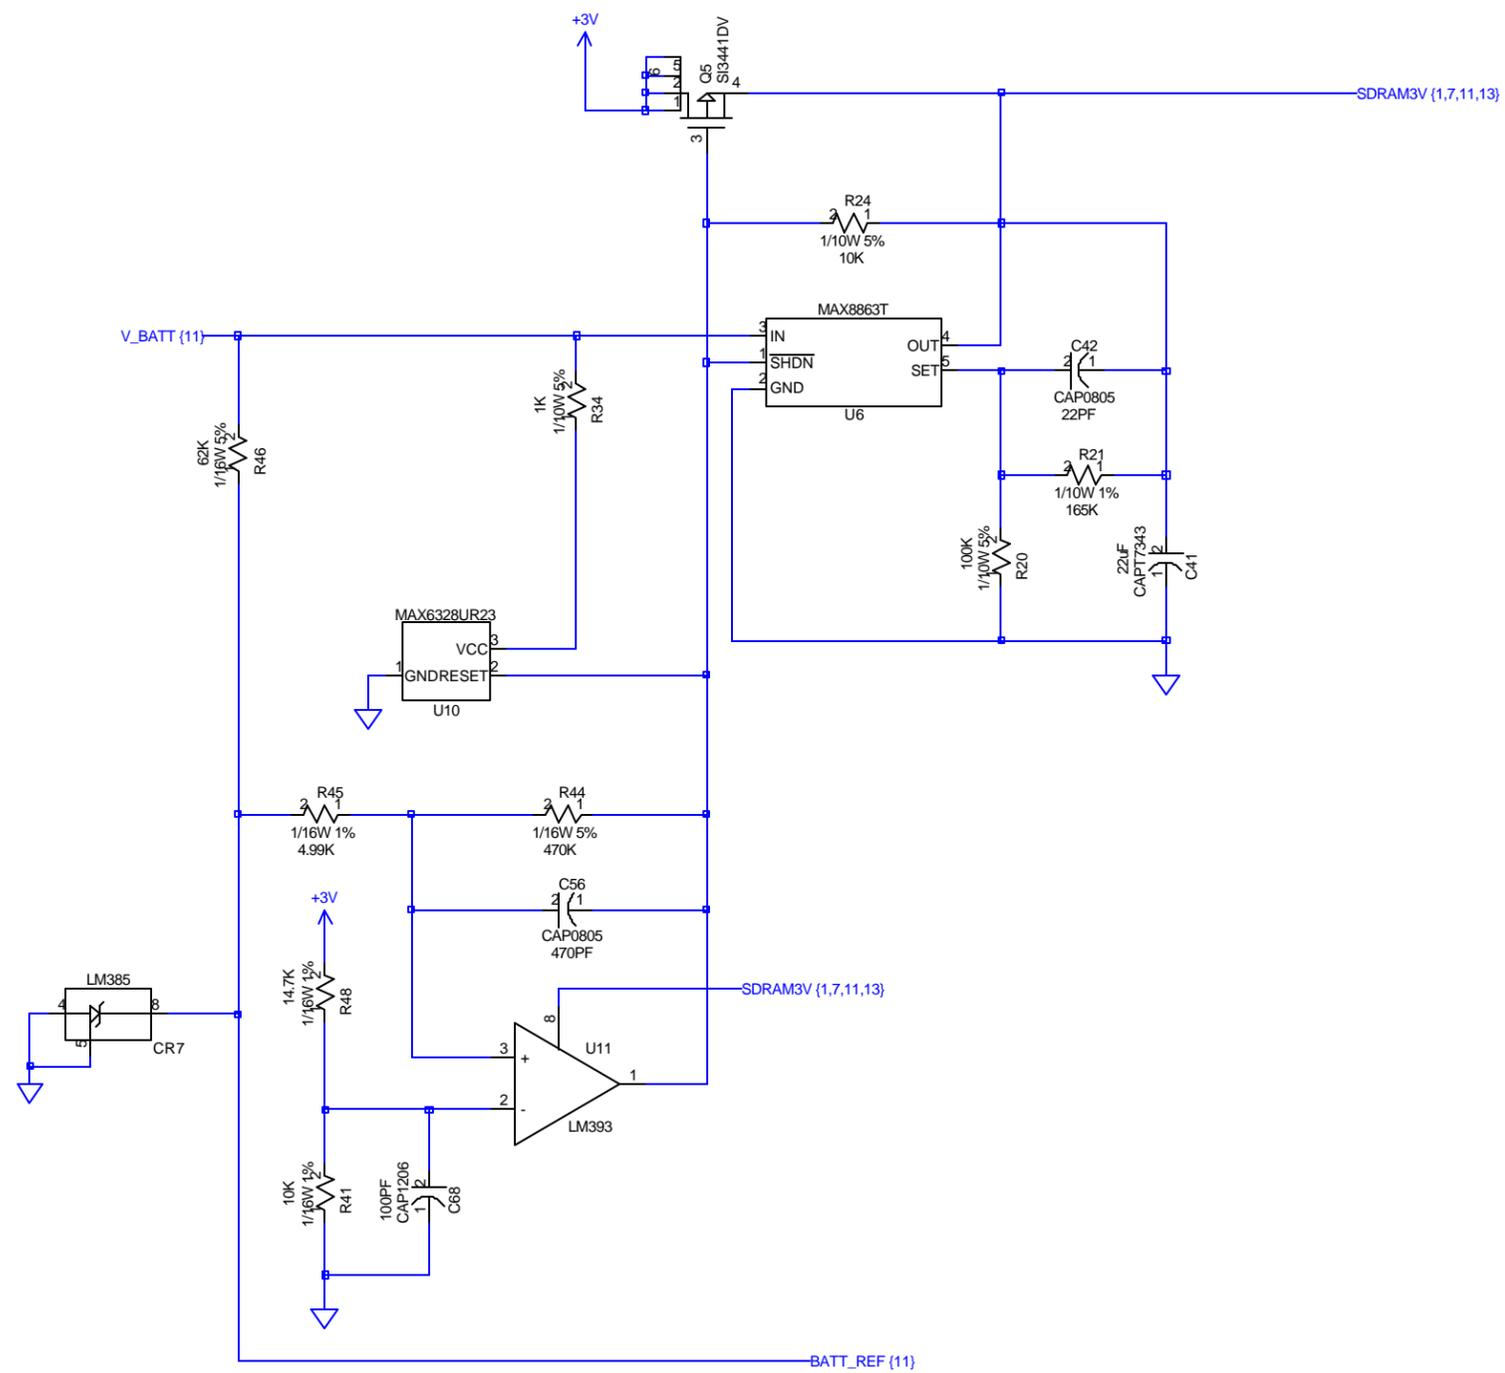 +3V
SI3441DV
Q5
5
6
2
1
4
3
SDRAM3V {1,7,11,13}
R24
2 1
1/10W 5%
10K
MAX8863T
V_BATT {11}
3 IN
1 SHDN
2 GND
OUT 4
SET 5
U6
C42
2 1
CAP0805
22PF
1K
1/10W 5%
2
R34
62K
1/16W 5%
2
R46
R21
2 1
1/10W 1%
165K
100K
1/10W 5%
2
R20
22uF
CAPT7343
2
1
C41
MAX6328UR23
VCC 3
1 GND RESET 2
U10
R45
2 1
1/16W 1%
4.99K
R44
2 1
1/16W 5%
470K
C56
2 1
CAP0805
470PF
+3V
14.7K
1/16W 1%
2
R48
LM385
4 8
5
CR7
SDRAM3V {1,7,11,13}
8
U11
3 +
1
2 -
LM393
10K
1/16W 1%
2
R41
100PF
CAP1206
2
1
C68
BATT_REF {11}